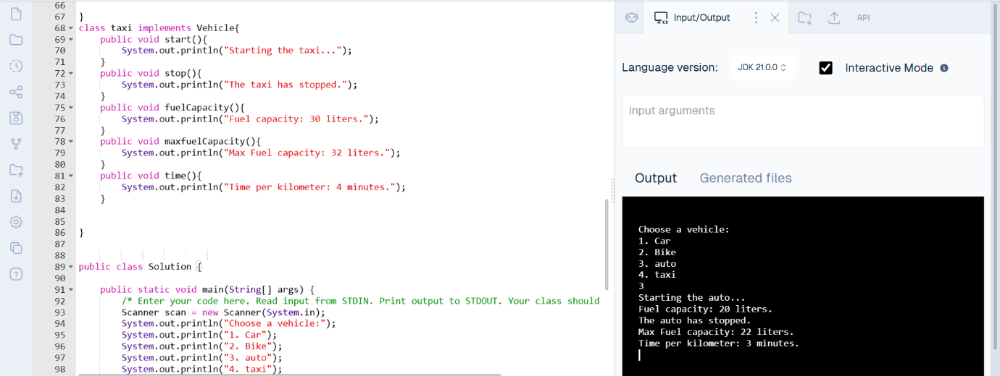 66
67 }
68 class taxi implements Vehicle{
69     public void start(){
70         System.out.println("Starting the taxi...");
71     }
72     public void stop(){
73         System.out.println("The taxi has stopped.");
74     }
75     public void fuelCapacity(){
76         System.out.println("Fuel capacity: 30 liters.");
77     }
78     public void maxfuelCapacity(){
79         System.out.println("Max Fuel capacity: 32 liters.");
80     }
81     public void time(){
82         System.out.println("Time per kilometer: 4 minutes.");
83     }
84
85
86 }
87
88
89 public class Solution {
90
91     public static void main(String[] args) {
92         /* Enter your code here. Read input from STDIN. Print output to STDOUT. Your class should
93         Scanner scan = new Scanner(System.in);
94         System.out.println("Choose a vehicle:");
95         System.out.println("1. Car");
96         System.out.println("2. Bike");
97         System.out.println("3. auto");
98         System.out.println("4. taxi");
Input/Output
API
Language version:
JDK 21.0.0
Interactive Mode
Input arguments
Output
Generated files
Choose a vehicle:
1. Car
2. Bike
3. auto
4. taxi
3
Starting the auto...
Fuel capacity: 20 liters.
The auto has stopped.
Max Fuel capacity: 22 liters.
Time per kilometer: 3 minutes.